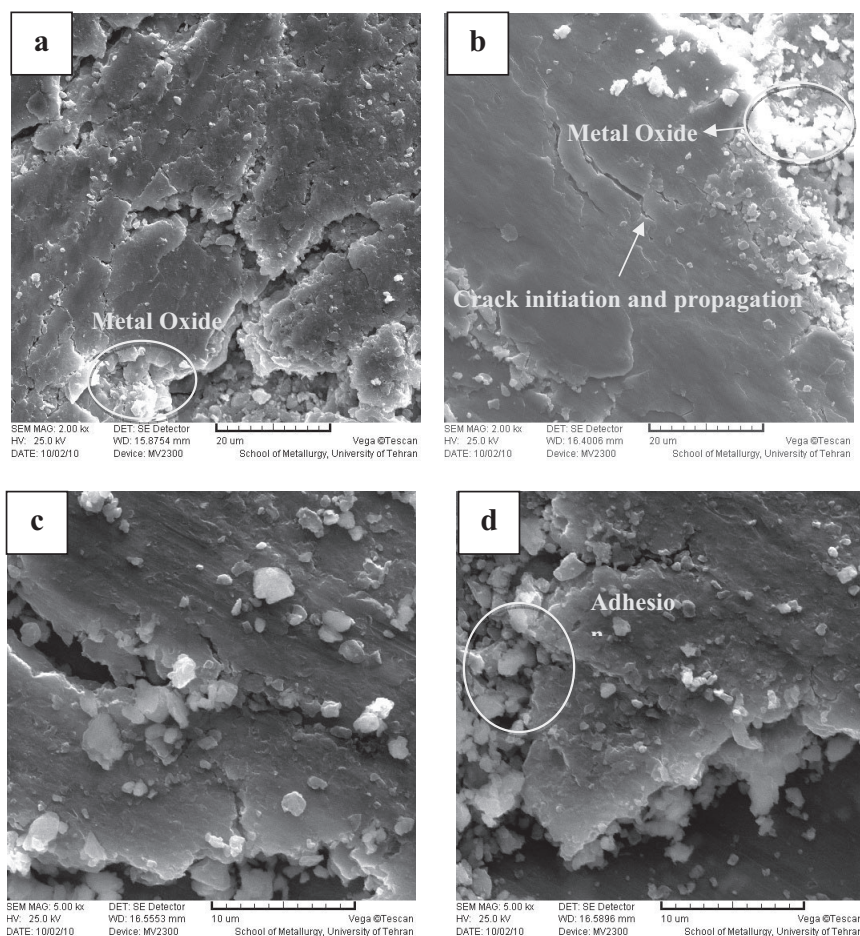 a
Metal Oxide
SEM MAG: 2.00 kx DET: SE Detector
HV: 25.0 kV WD: 15.8754 mm 20 um Vega ©Tescan
DATE: 10/02/10 Device: MV2300 School of Metallurgy, University of Tehran
b
Metal Oxide
Crack initiation and propagation
SEM MAG: 2.00 kx DET: SE Detector
HV: 25.0 kV WD: 16.4006 mm 20 um Vega ©Tescan
DATE: 10/02/10 Device: MV2300 School of Metallurgy, University of Tehran
c
SEM MAG: 5.00 kx DET: SE Detector
HV: 25.0 kV WD: 16.5553 mm 10 um Vega ©Tescan
DATE: 10/02/10 Device: MV2300 School of Metallurgy, University of Tehran
d
Adhesio
n
SEM MAG: 5.00 kx DET: SE Detector
HV: 25.0 kV WD: 16.5896 mm 10 um Vega ©Tescan
DATE: 10/02/10 Device: MV2300 School of Metallurgy, University of Tehran